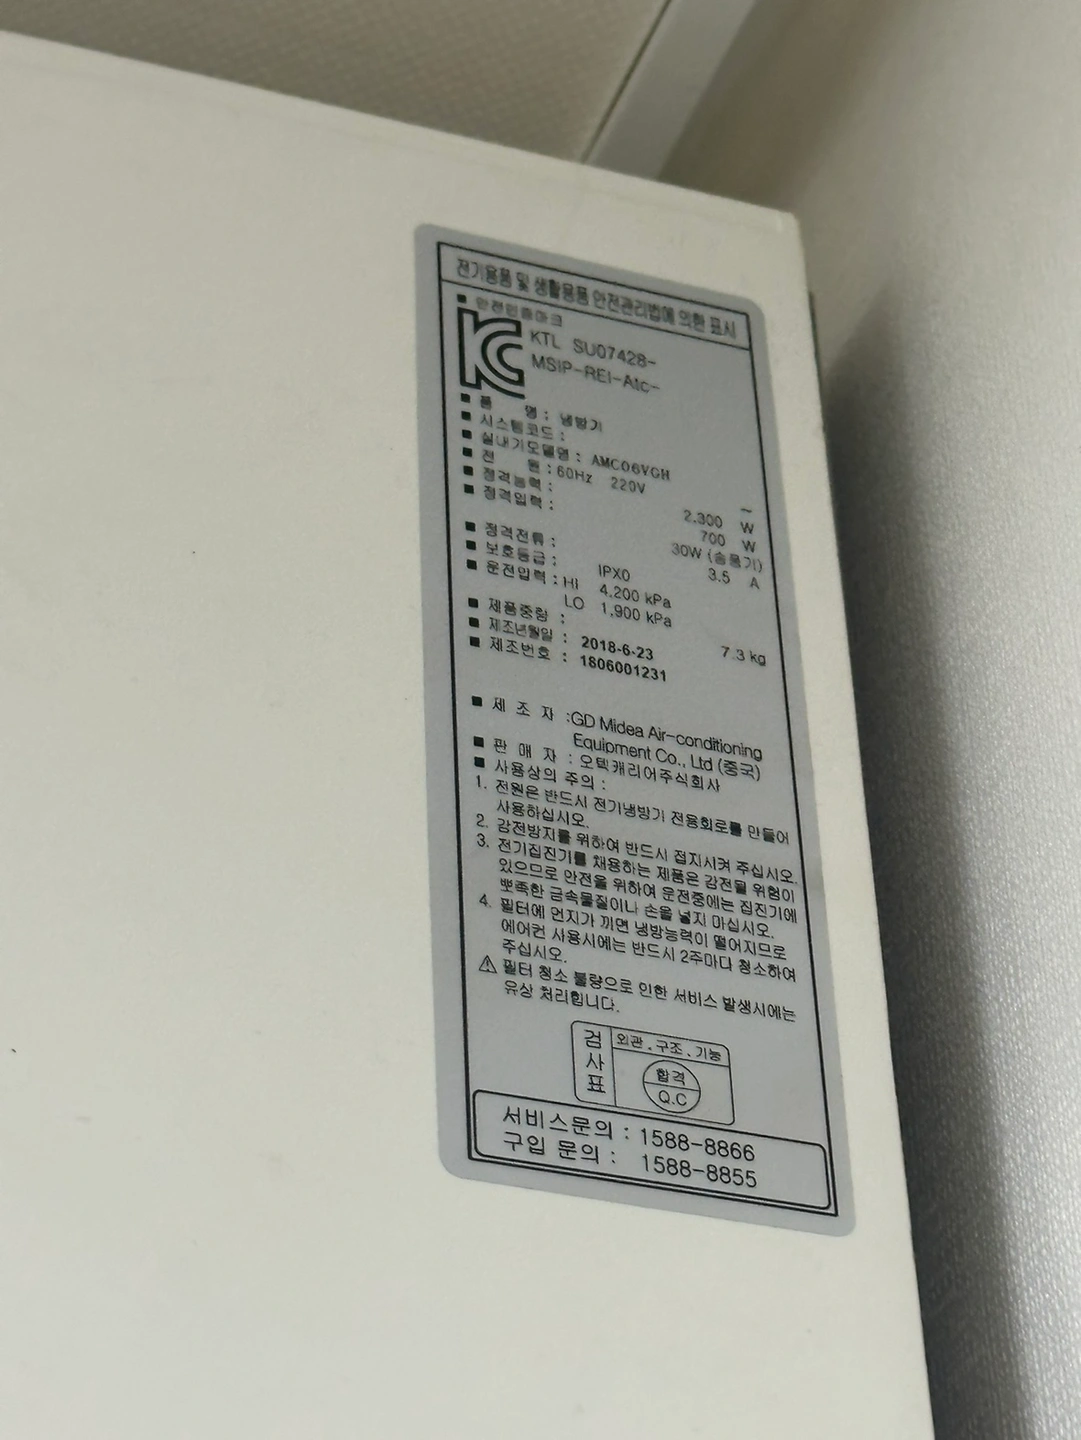 전기용품 및 생활용품 안전관리법에 의한 표시
■ 안전인증마크
KTL SU07428-
MSIP-REI-Atc-
■ 품 명 : 냉방기
■ 시스템코드 :
■ 실내기모델명 : AMC06VGH
■ 전 원 : 60Hz 220V ~
■ 정격능력 : 2.300 W
■ 정격입력 : 700 W
30W (송풍기)
■ 정격전류 : 3.5 A
■ 보호등급 : IPX0
■ 운전입력 : HI 4.200 kPa
LO 1.900 kPa
■ 제품중량 : 7.3 kg
■ 제조년월일 : 2018-6-23
■ 제조번호 : 1806001231
■ 제 조 자 :GD Midea Air-conditioning
Equipment Co., Ltd (중국)
■ 판 매 자 : 오텍캐리어주식회사
■ 사용상의 주의 :
1. 전원은 반드시 전기냉방기 전용회로를 만들어
사용하십시오.
2. 감전방지를 위하여 반드시 접지시켜 주십시오.
3. 전기집진기를 채용하는 제품은 감전될 위험이
있으므로 안전을 위하여 운전중에는 집진기에
뾰족한 금속물질이나 손을 넣지 마십시오.
4. 필터에 먼지가 끼면 냉방능력이 떨어지므로
에어컨 사용시에는 반드시 2주마다 청소하여
주십시오.
⚠ 필터 청소 불량으로 인한 서비스 발생시에는
유상 처리합니다.
검사표
외관 . 구조 . 기능
합격
Q.C
서비스문의 : 1588-8866
구입 문의 : 1588-8855